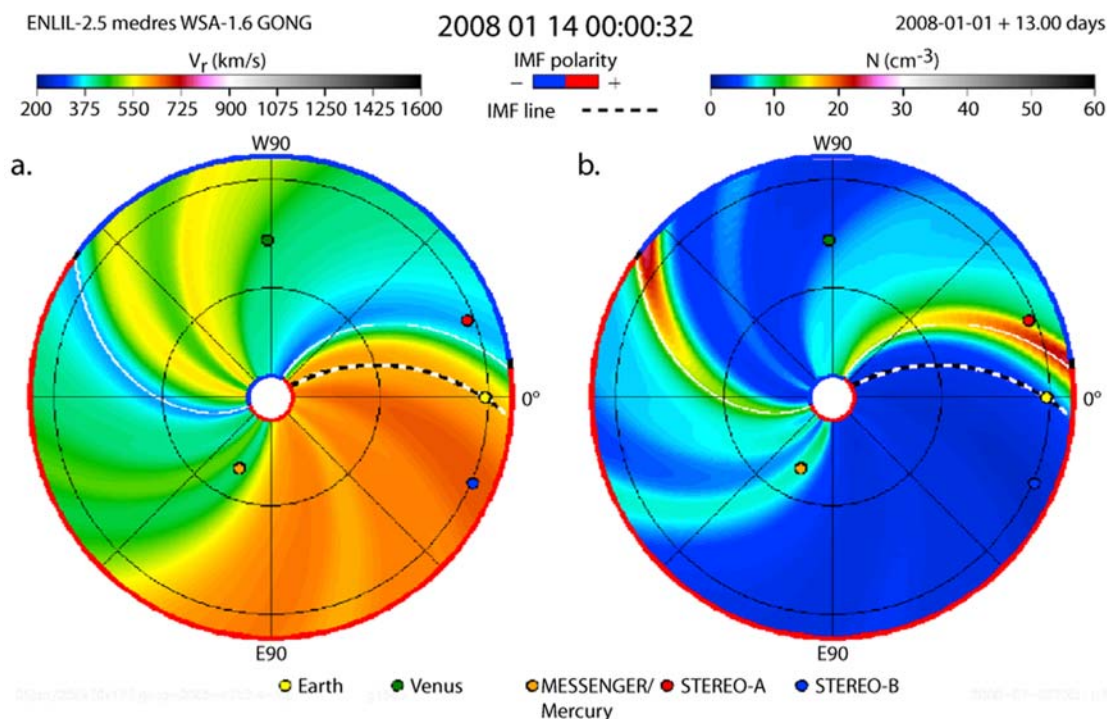 ENLIL-2.5 medres WSA-1.6 GONG 2008 01 14 00:00:32 2008-01-01 + 13.00 days
Vr (km/s) IMF polarity N (cm-3)
− +
200 375 550 725 900 1075 1250 1425 1600 IMF line 0 10 20 30 40 50 60
a. W90 b. W90
0° 0°
E90 E90
Earth Venus MESSENGER/ STEREO-A STEREO-B
Mercury